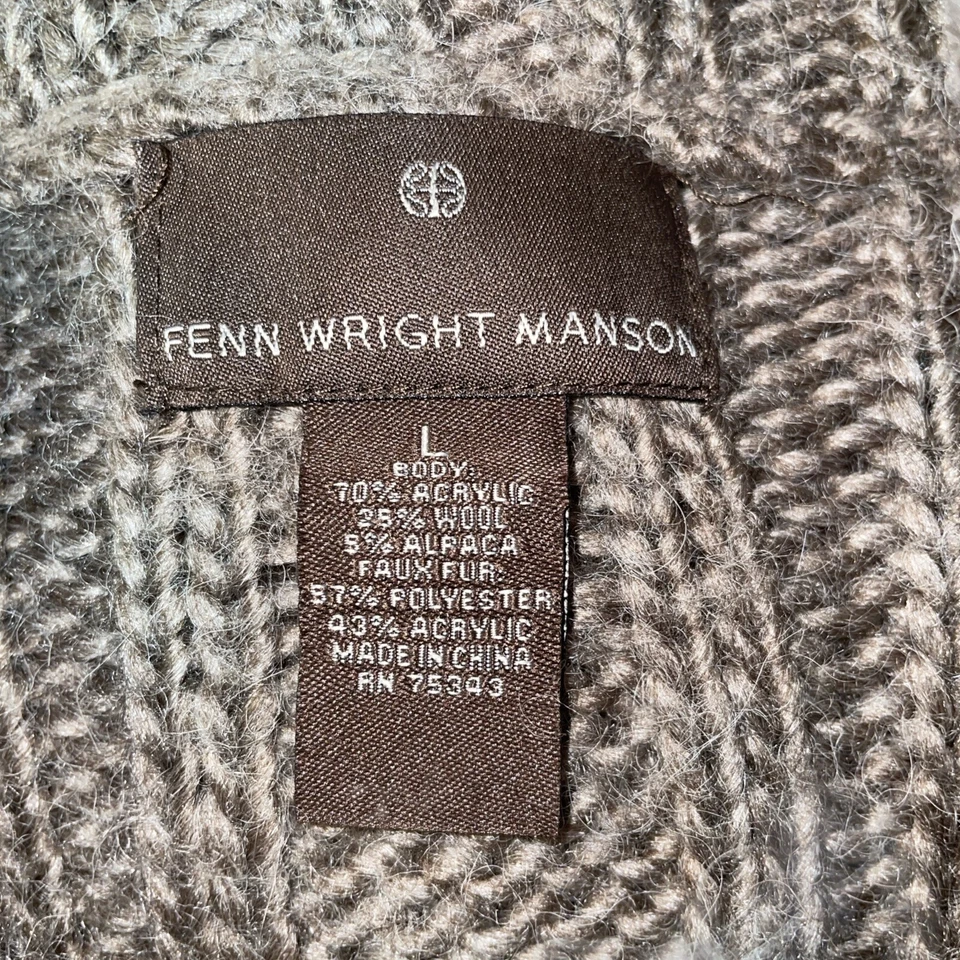 FENN WRIGHT MANSON
L
BODY:
70% ACRYLIC
25% WOOL
5% ALPACA
FAUX FUR:
57% POLYESTER
43% ACRYLIC
MADE IN CHINA
RN 75343